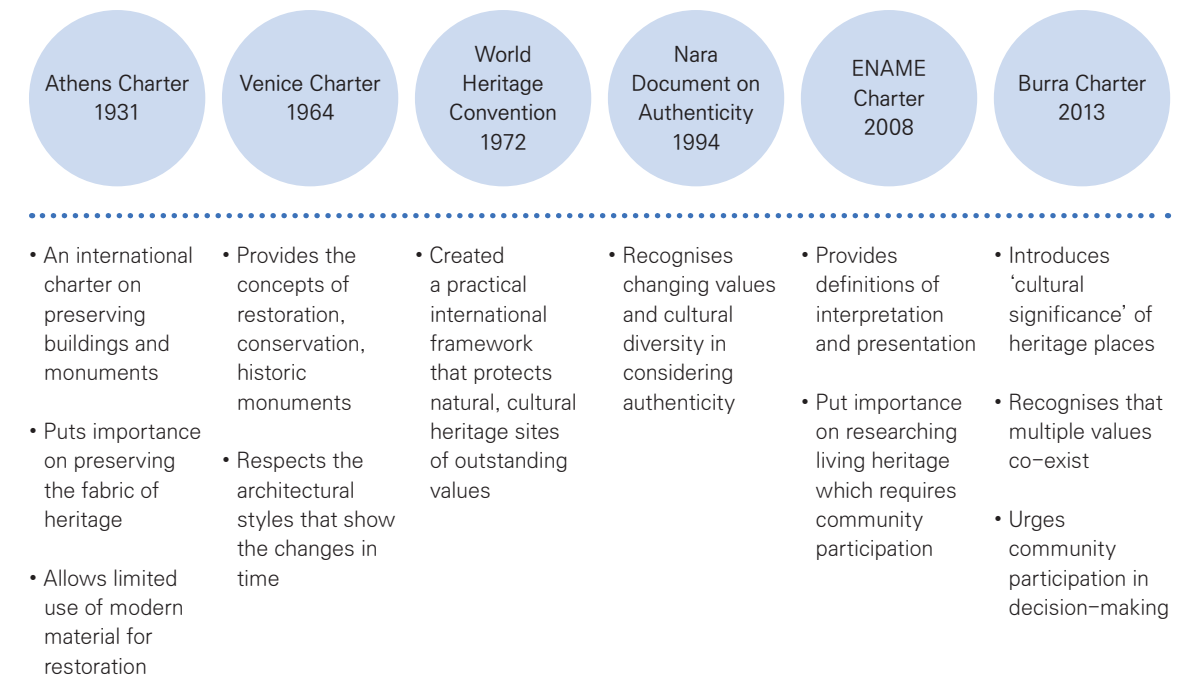 Athens Charter
1931
Venice Charter
1964
World
Heritage
Convention
1972
Nara
Document on
Authenticity
1994
ENAME
Charter
2008
Burra Charter
2013
• An international
charter on
preserving
buildings and
monuments
• Puts importance
on preserving
the fabric of
heritage
• Allows limited
use of modern
material for
restoration
• Provides the
concepts of
restoration,
conservation,
historic
monuments
• Respects the
architectural
styles that show
the changes in
time
• Created
a practical
international
framework
that protects
natural, cultural
heritage sites
of outstanding
values
• Recognises
changing values
and cultural
diversity in
considering
authenticity
• Provides
definitions of
interpretation
and presentation
• Put importance
on researching
living heritage
which requires
community
participation
• Introduces
‘cultural
significance’ of
heritage places
• Recognises that
multiple values
co-exist
• Urges
community
participation in
decision-making